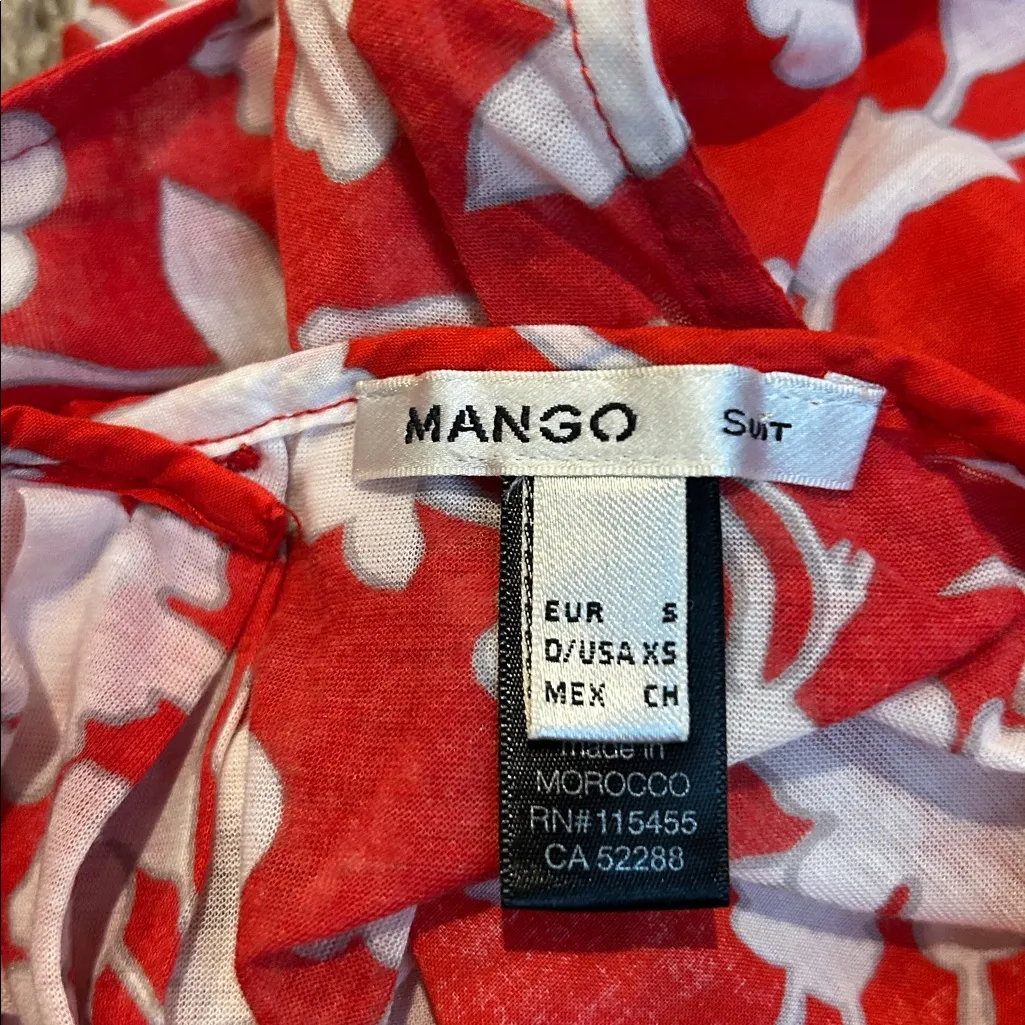 MANGO SUIT
EUR S
D/USA XS
MEX CH
made in
MOROCCO
RN#115455
CA 52288